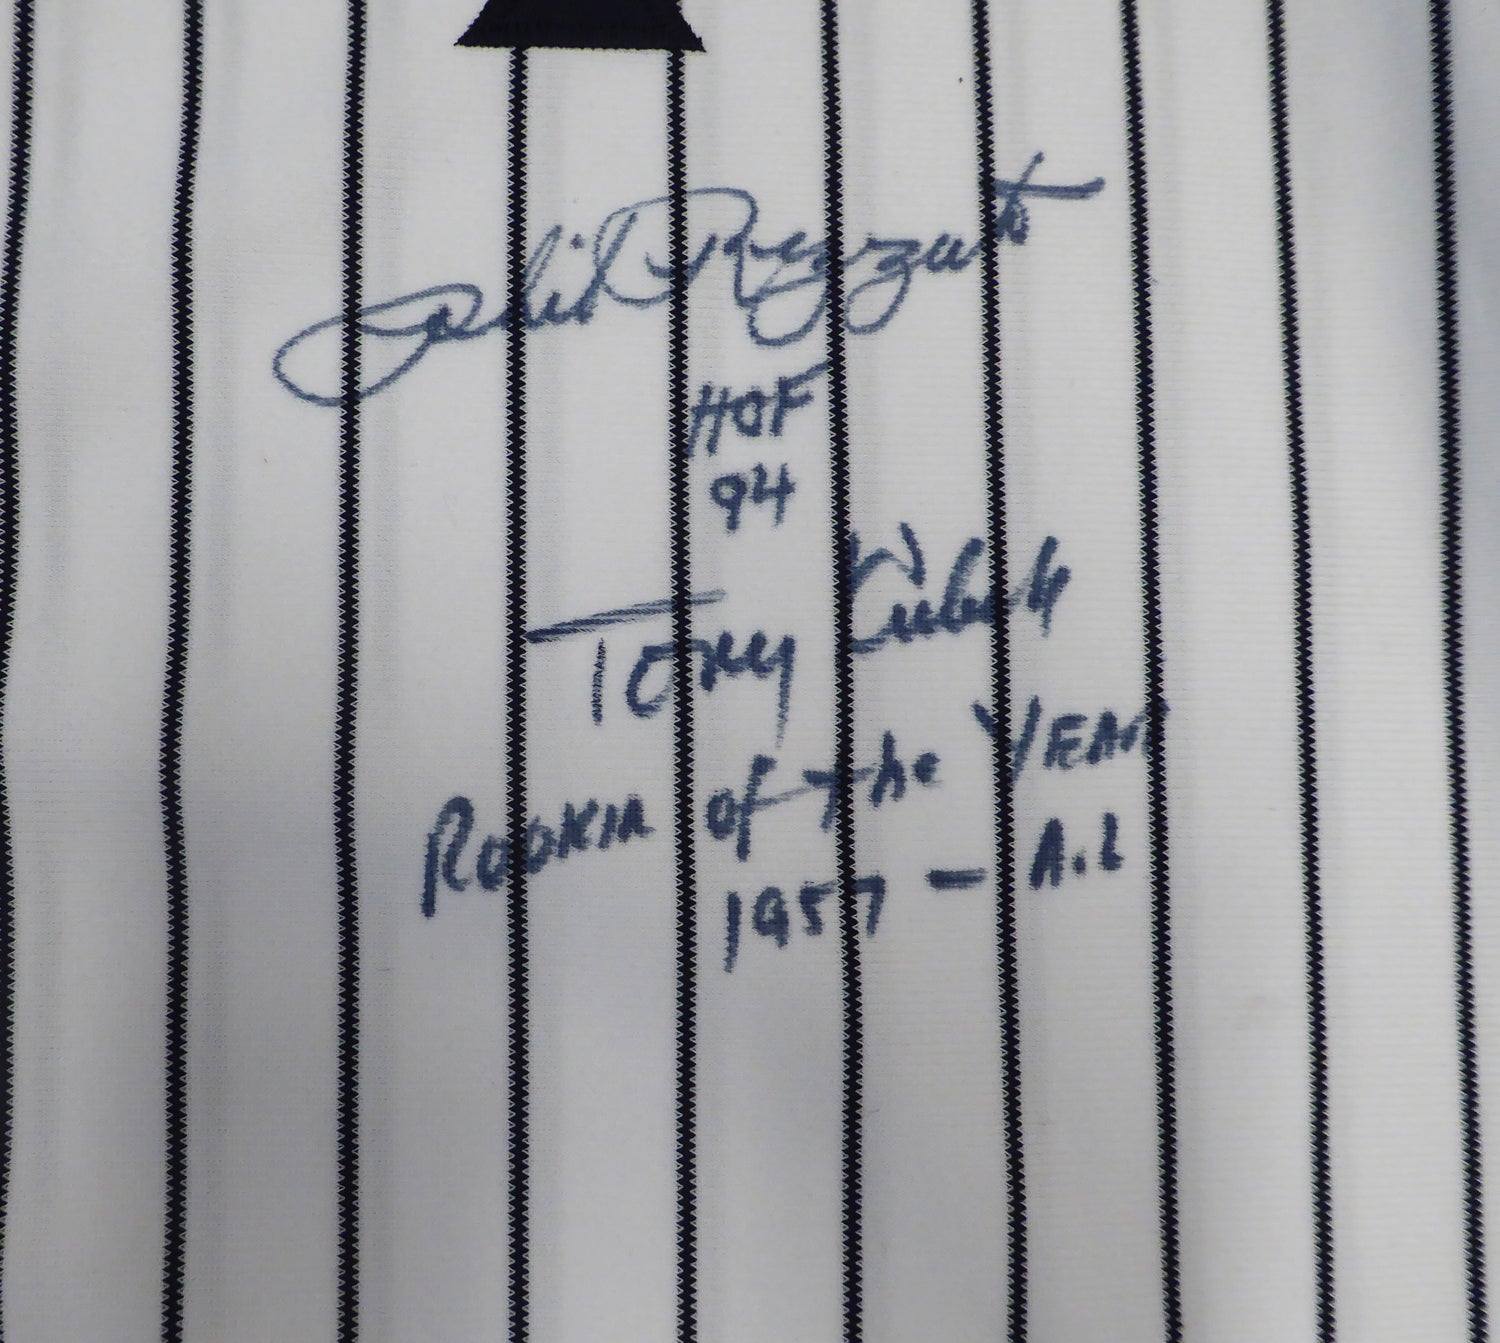 Phil Rizzuto
HOF
94
Tony Kubek
Rookie of the YEAR
1957 - A.L